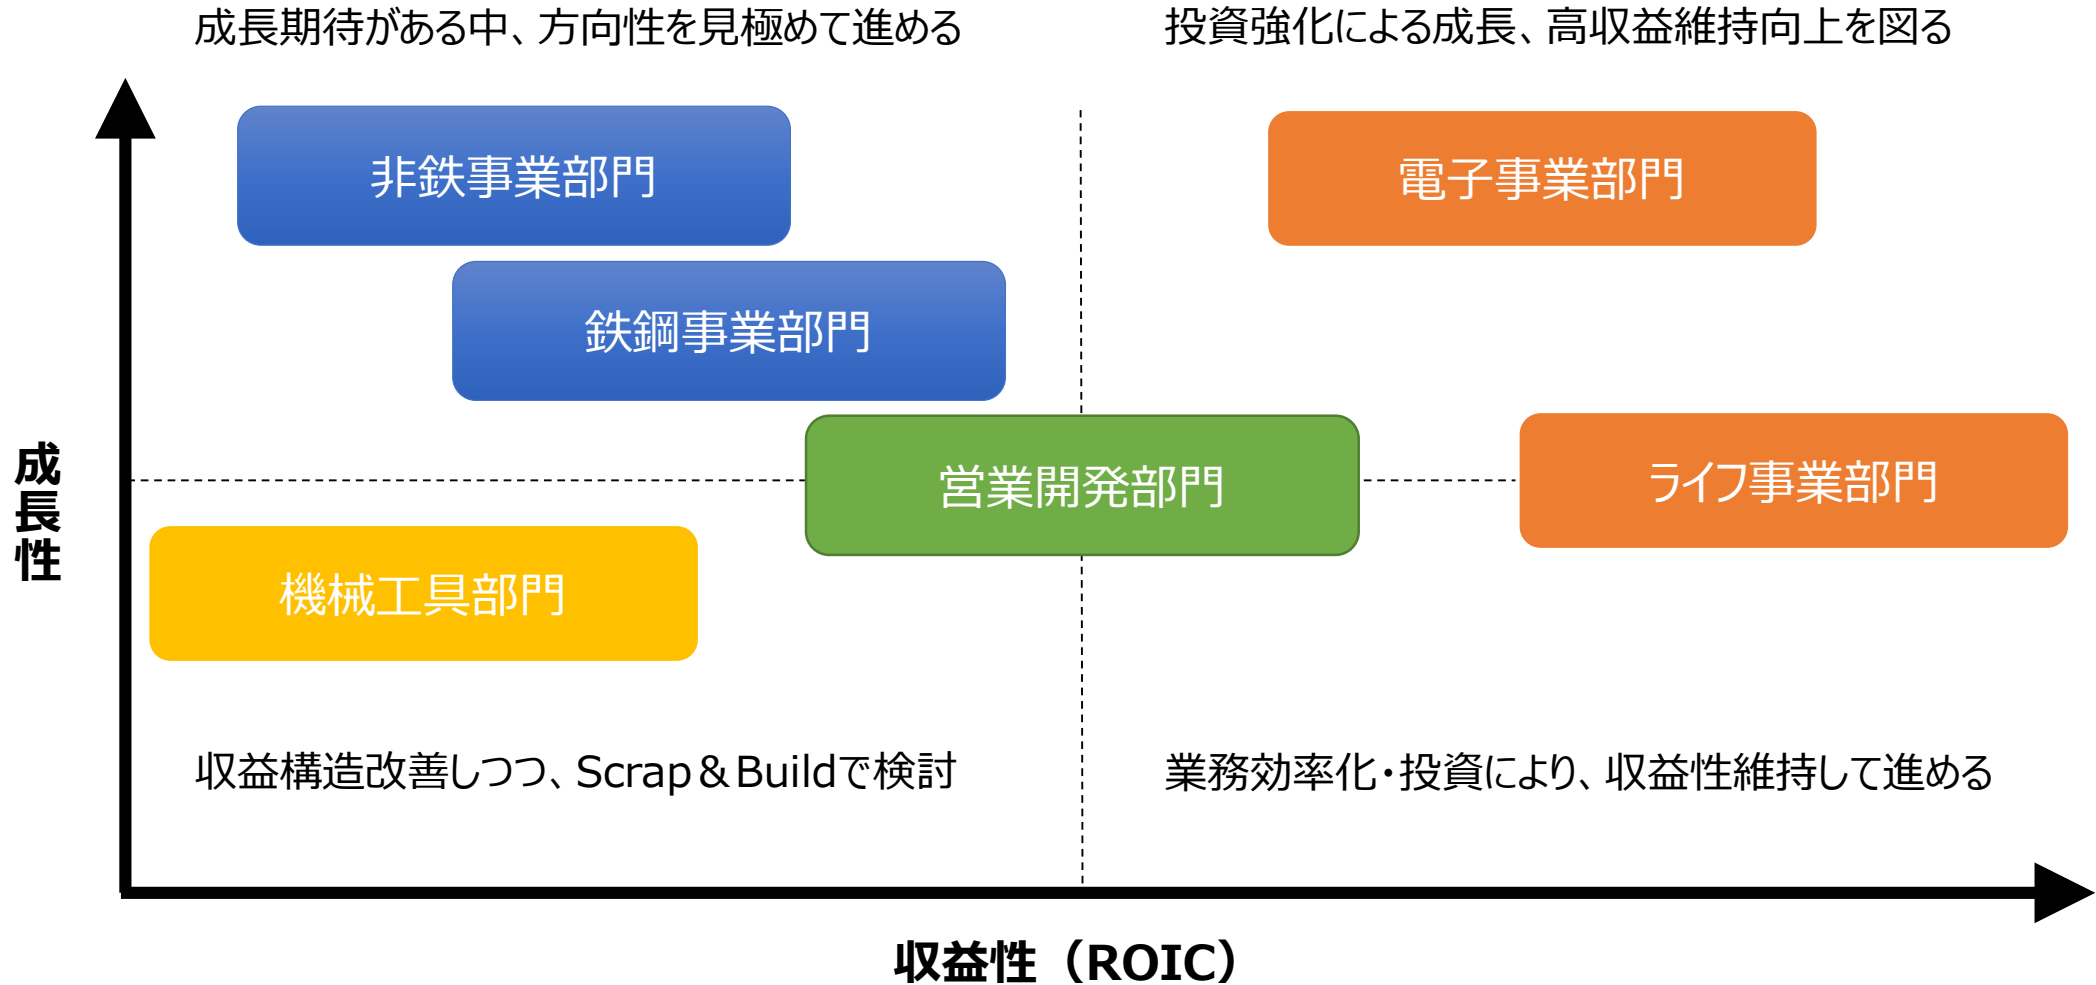 成長期待がある中、方向性を見極めて進める
投資強化による成長、高収益維持向上を図る
非鉄事業部門
電子事業部門
鉄鋼事業部門
成長性
営業開発部門
ライフ事業部門
機械工具部門
収益構造改善しつつ、Scrap＆Buildで検討
業務効率化・投資により、収益性維持して進める
収益性（ROIC）